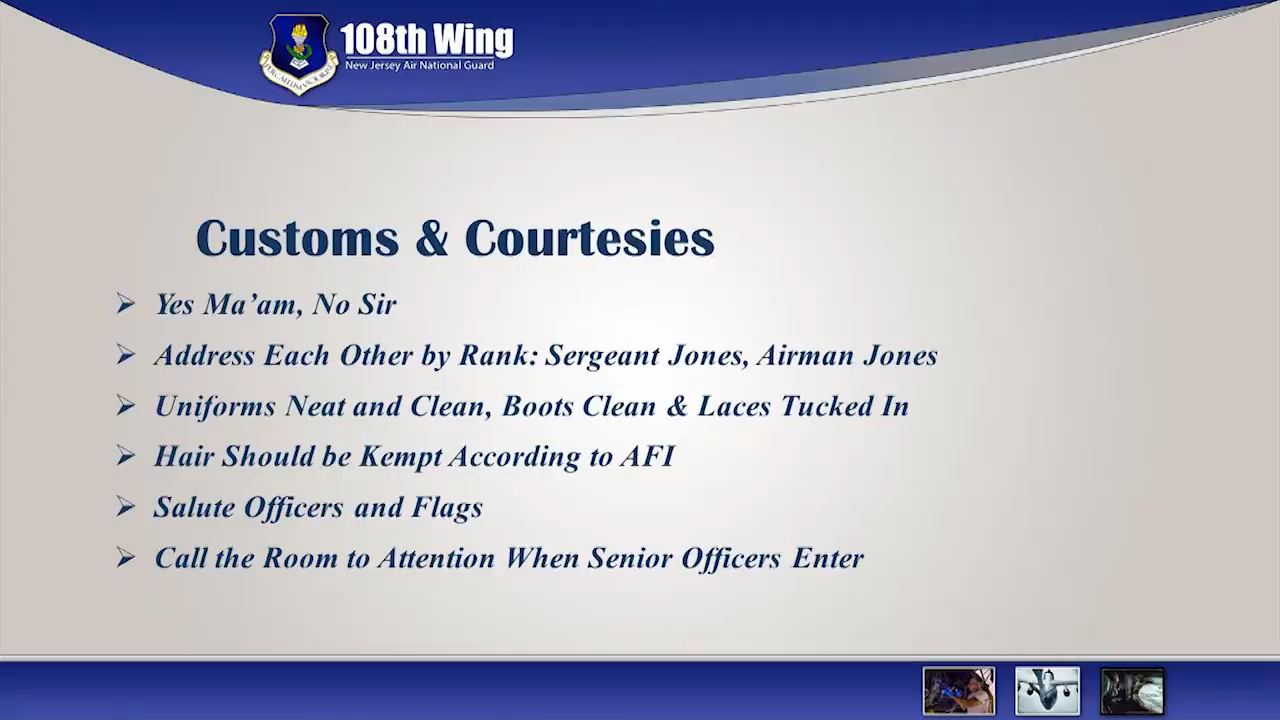 108th Wing
New Jersey Air National Guard
Customs & Courtesies
Yes Ma’am, No Sir
Address Each Other by Rank: Sergeant Jones, Airman Jones
Uniforms Neat and Clean, Boots Clean & Laces Tucked In
Hair Should be Kempt According to AFI
Salute Officers and Flags
Call the Room to Attention When Senior Officers Enter